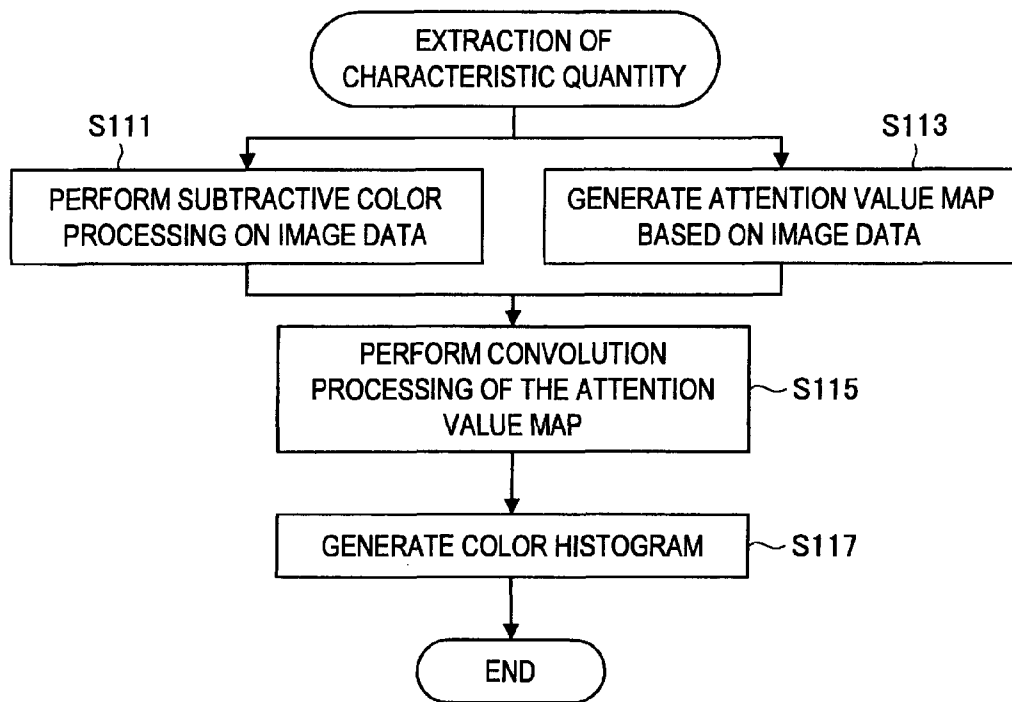 EXTRACTION OF
CHARACTERISTIC QUANTITY
S111
S113
PERFORM SUBTRACTIVE COLOR
PROCESSING ON IMAGE DATA
GENERATE ATTENTION VALUE MAP
BASED ON IMAGE DATA
PERFORM CONVOLUTION
PROCESSING OF THE ATTENTION
VALUE MAP
S115
GENERATE COLOR HISTOGRAM
S117
END